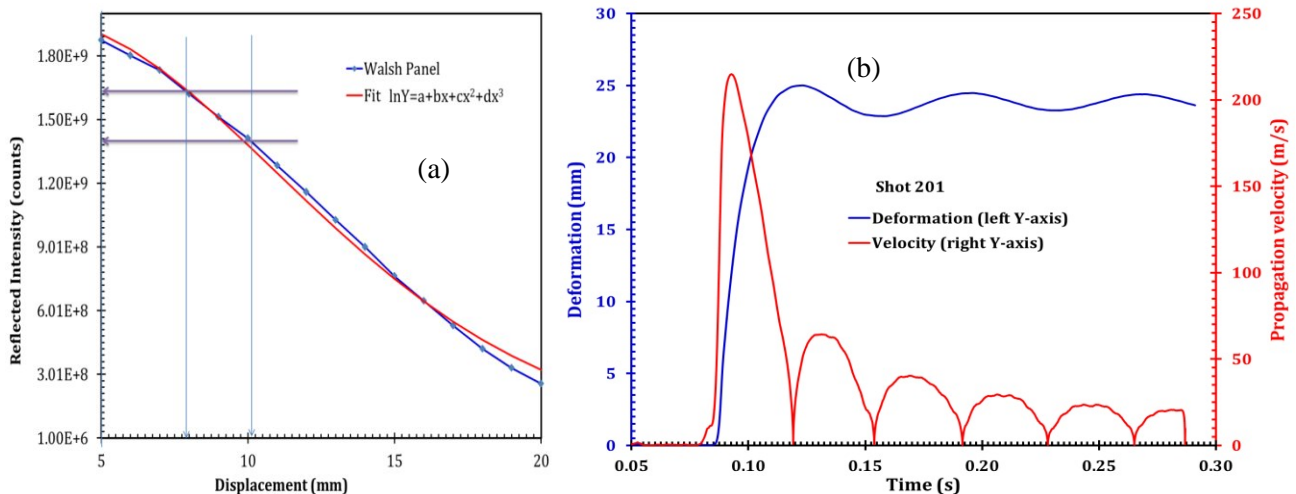 Reflected Intensity (counts)
1.80E+9
1.50E+9
1.20E+9
9.01E+8
6.01E+8
3.01E+8
1.00E+6
5
10
15
20
Displacement (mm)
Walsh Panel
Fit lnY=a+bx+cx²+dx³
(a)
Deformation (mm)
30
25
20
15
10
5
0
0.05
0.10
0.15
0.20
0.25
0.30
Time (s)
(b)
Shot 201
Deformation (left Y-axis)
Velocity (right Y-axis)
250
200
150
100
50
0
Propagation velocity (m/s)